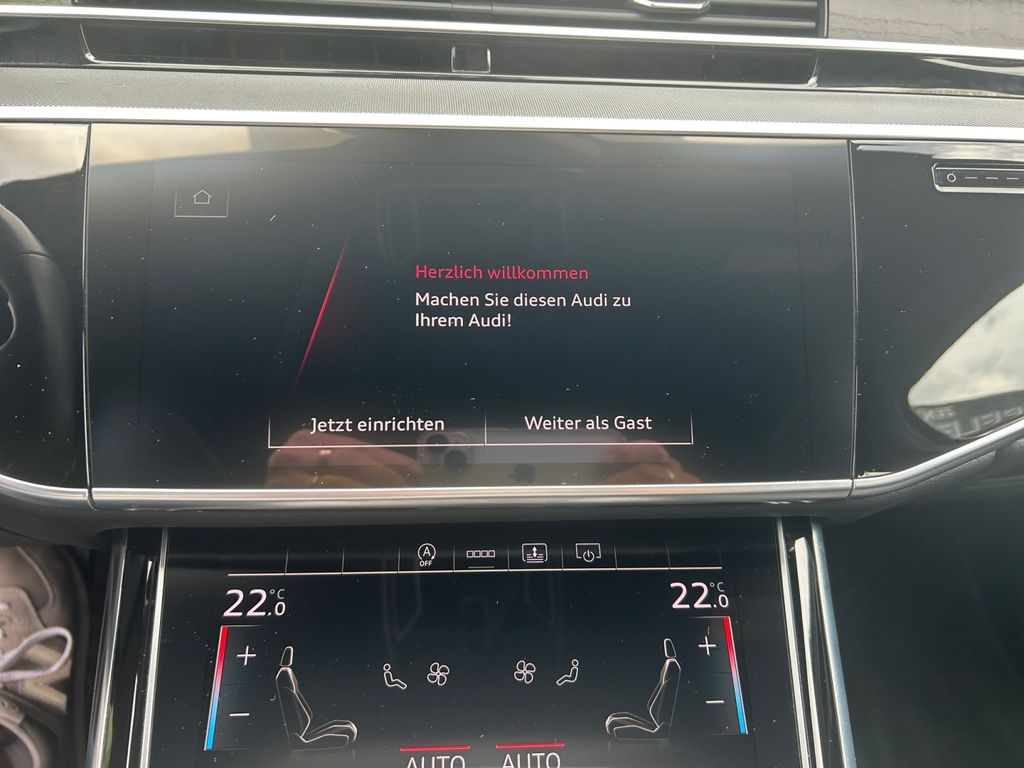 Herzlich willkommen
Machen Sie diesen Audi zu
Ihrem Audi!
Jetzt einrichten
Weiter als Gast
A
OFF
22.0 °C
22.0 °C
AUTO
AUTO